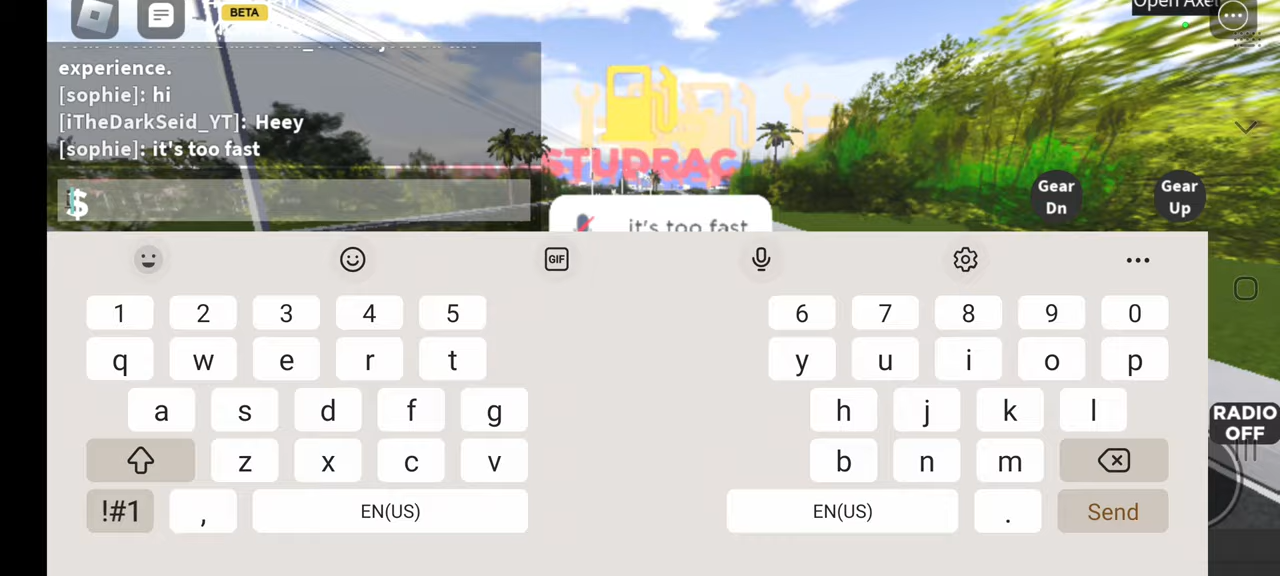 BETA
Open Axel
experience.
[sophie]: hi
[iTheDarkSeid_YT]: Heey
[sophie]: it's too fast
$
STUDRAC
it's too fast
Gear
Dn
Gear
Up
GIF
1 2 3 4 5 6 7 8 9 0
q w e r t y u i o p
a s d f g h j k l
z x c v b n m
!#1 , EN(US) EN(US) . Send
RADIO
OFF